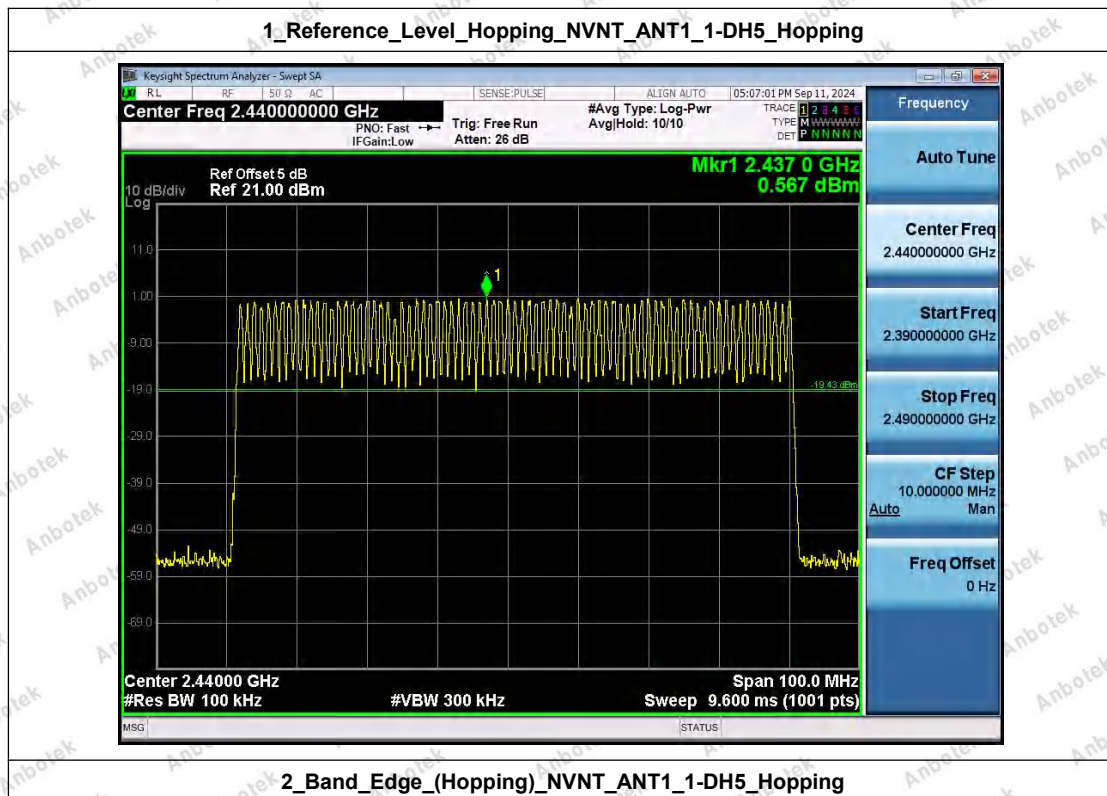 1_Reference_Level_Hopping_NVNT_ANT1_1-DH5_Hopping
Keysight Spectrum Analyzer - Swept SA
RL RF 50 Ω AC SENSE:PULSE ALIGN AUTO 05:07:01 PM Sep 11, 2024
Center Freq 2.440000000 GHz
PNO: Fast
IFGain:Low
Trig: Free Run
Atten: 26 dB
#Avg Type: Log-Pwr
Avg|Hold: 10/10
TRACE 1 2 3 4 5 6
TYPE M WWWWW
DET P N N N N N
Frequency
Auto Tune
Center Freq
2.440000000 GHz
Start Freq
2.390000000 GHz
Stop Freq
2.490000000 GHz
CF Step
10.000000 MHz
Auto Man
Freq Offset
0 Hz
Mkr1 2.437 0 GHz
0.567 dBm
Ref Offset 5 dB
10 dB/div Ref 21.00 dBm
Log
11.0
1.00
-9.00
-19.0
-29.0
-39.0
-49.0
-59.0
-69.0
1
-19.43 dBm
Center 2.44000 GHz Span 100.0 MHz
#Res BW 100 kHz #VBW 300 kHz Sweep 9.600 ms (1001 pts)
MSG STATUS
2_Band_Edge_(Hopping)_NVNT_ANT1_1-DH5_Hopping
Anbotek